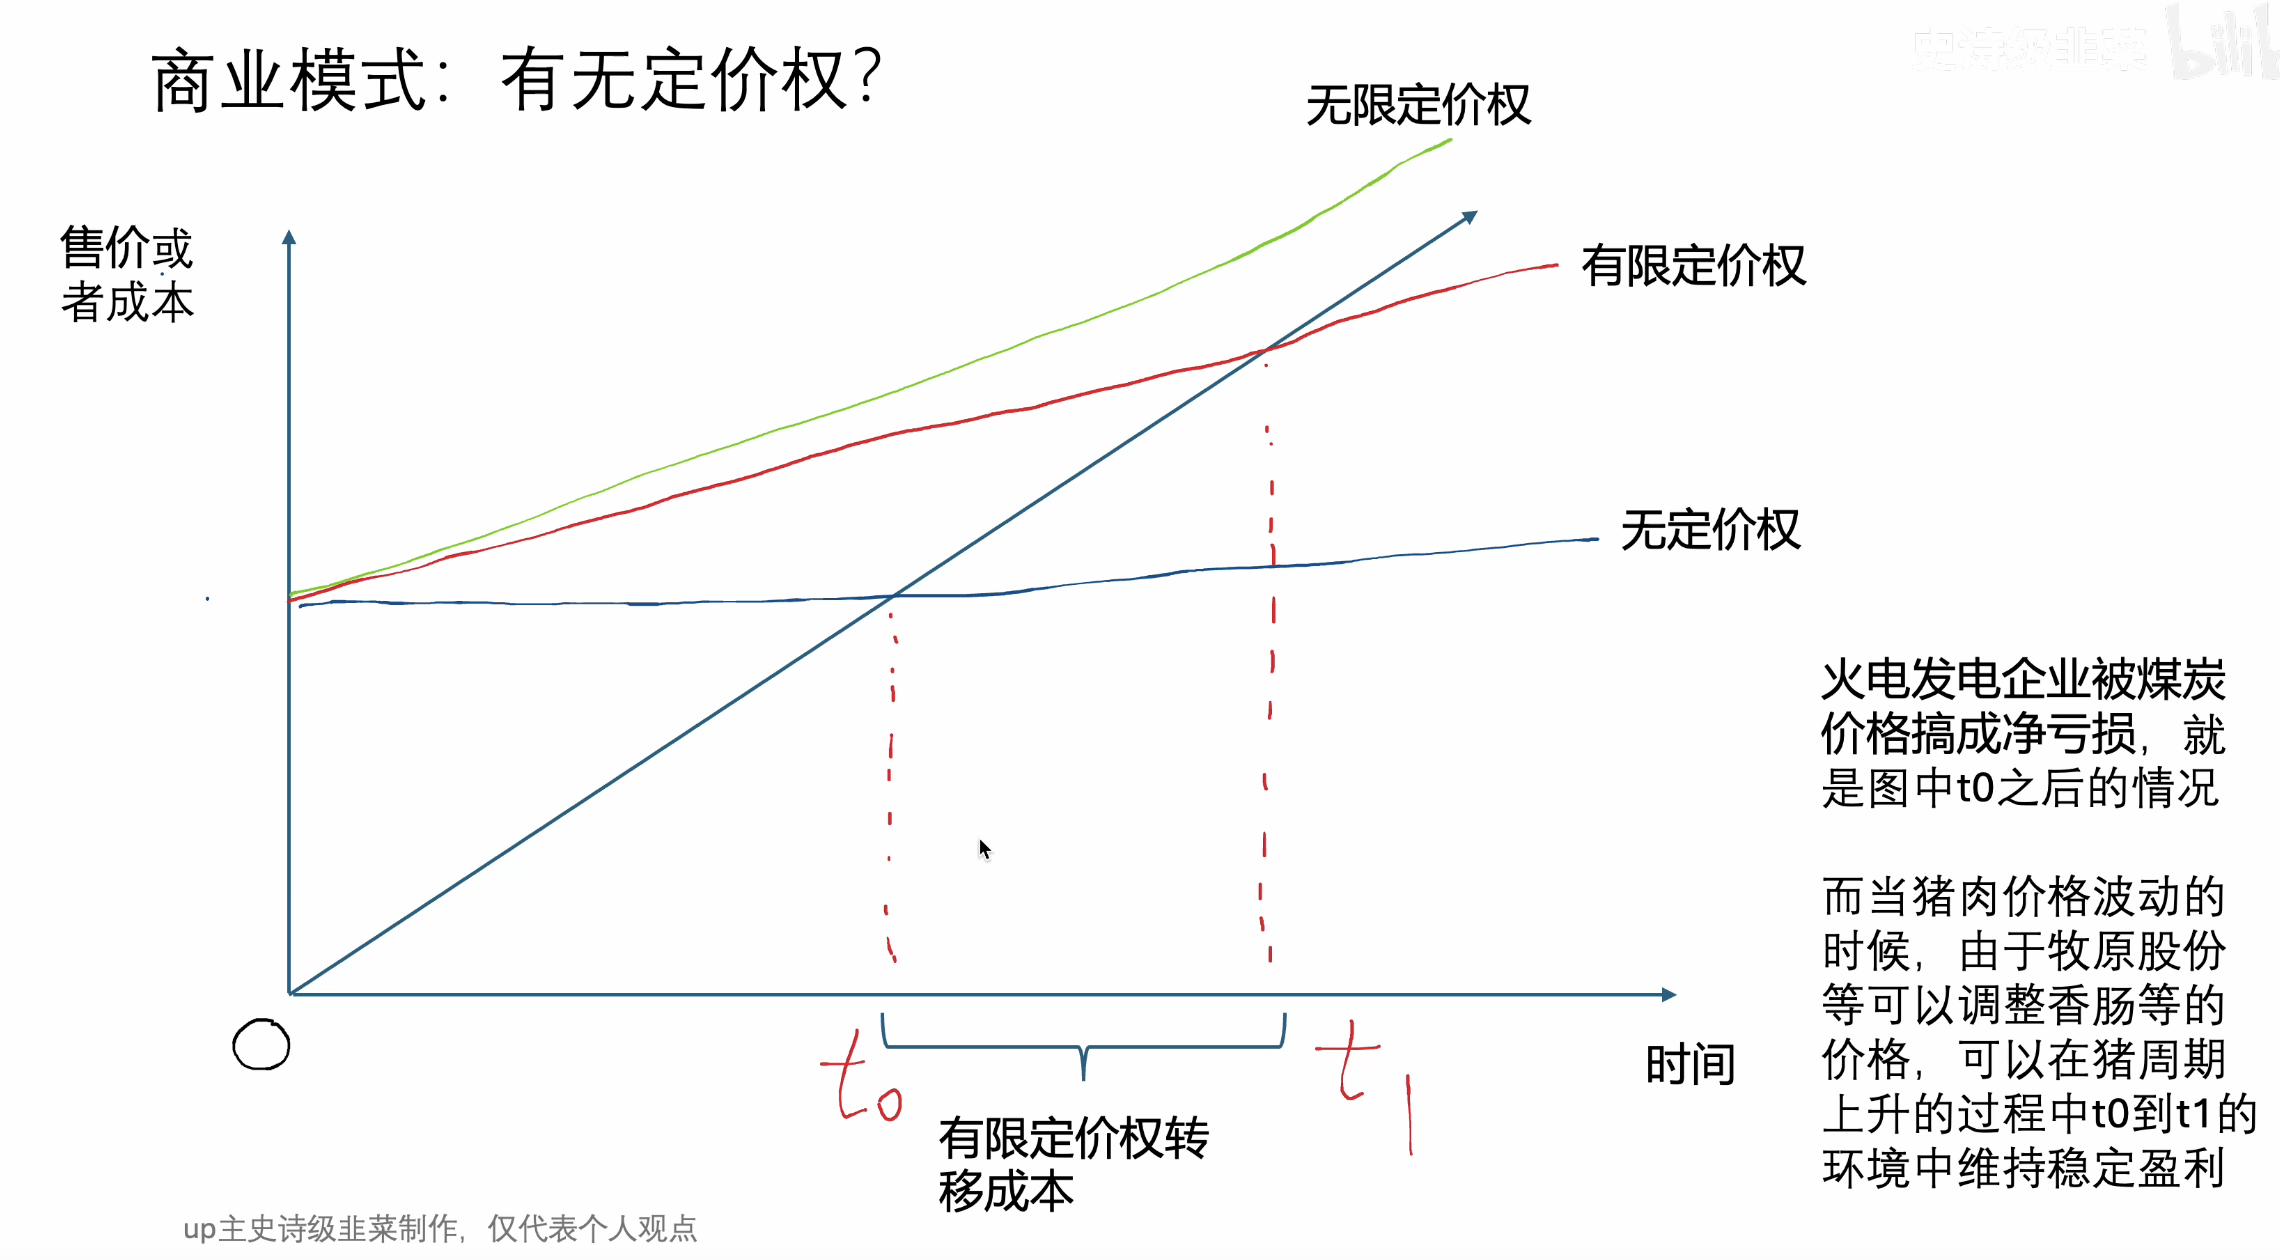 商业模式：有无定价权？
史诗级韭菜
无限定价权
售价或
者成本
有限定价权
无定价权
火电发电企业被煤炭
价格搞成净亏损，就
是图中t0之后的情况
而当猪肉价格波动的
时候，由于牧原股份
等可以调整香肠等的
价格，可以在猪周期
上升的过程中t0到t1的
环境中维持稳定盈利
O
t0
t1
时间
有限定价权转
移成本
up主史诗级韭菜制作，仅代表个人观点